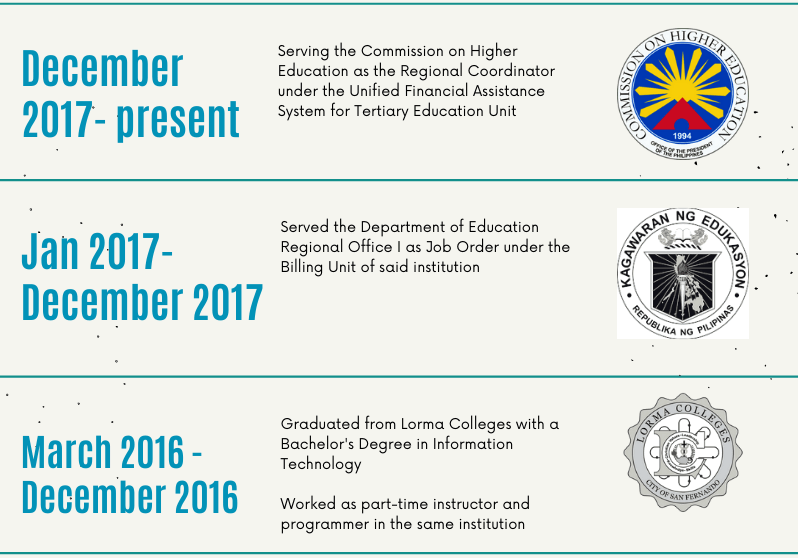 December
2017- present
Serving the Commission on Higher
Education as the Regional Coordinator
under the Unified Financial Assistance
System for Tertiary Education Unit
COMMISSION ON HIGHER EDUCATION
1994
OFFICE OF THE PRESIDENT
OF THE PHILIPPINES
Jan 2017-
December 2017
Served the Department of Education
Regional Office I as Job Order under the
Billing Unit of said institution
KAGAWARAN NG EDUKASYON
REPUBLIKA NG PILIPINAS
March 2016 -
December 2016
Graduated from Lorma Colleges with a
Bachelor's Degree in Information
Technology
Worked as part-time instructor and
programmer in the same institution
LORMA COLLEGES
CITY OF SAN FERNANDO